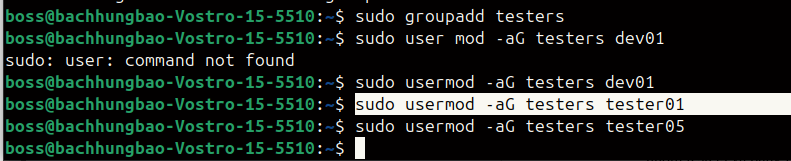 boss@bachhungbao-Vostro-15-5510:~$ sudo groupadd testers
boss@bachhungbao-Vostro-15-5510:~$ sudo user mod -aG testers dev01
sudo: user: command not found
boss@bachhungbao-Vostro-15-5510:~$ sudo usermod -aG testers dev01
boss@bachhungbao-Vostro-15-5510:~$ sudo usermod -aG testers tester01
boss@bachhungbao-Vostro-15-5510:~$ sudo usermod -aG testers tester05
boss@bachhungbao-Vostro-15-5510:~$